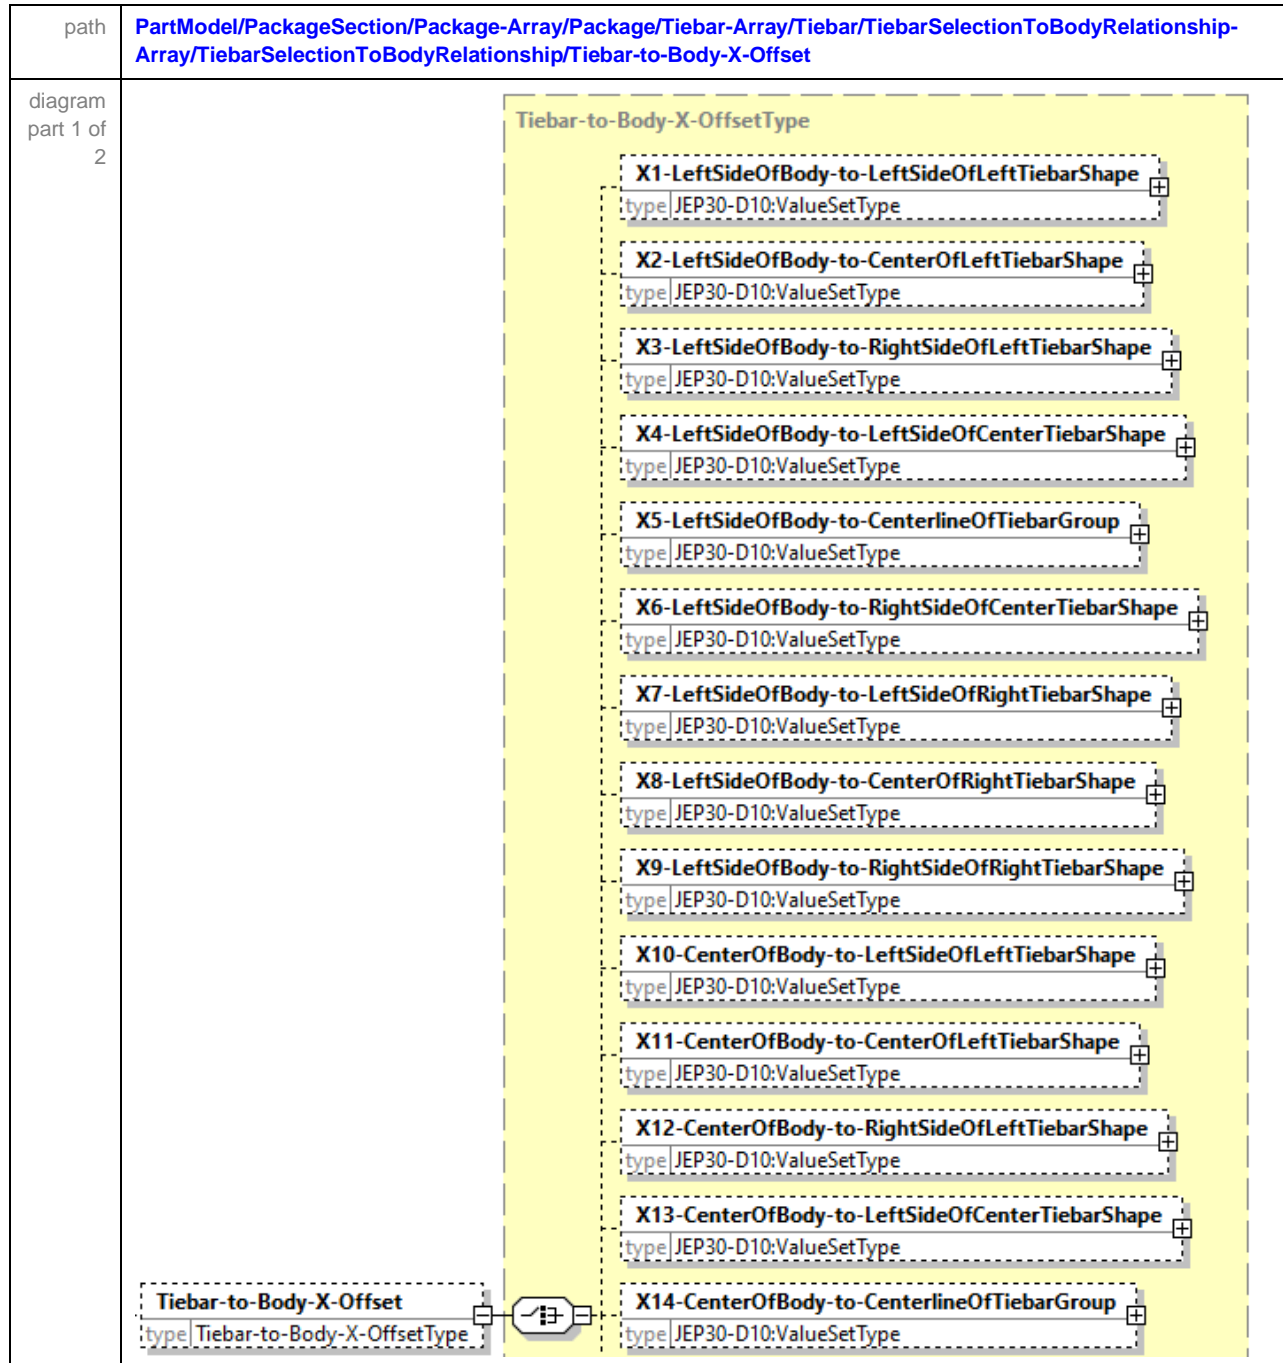 path
PartModel/PackageSection/Package-Array/Package/Tiebar-Array/Tiebar/TiebarSelectionToBodyRelationship-
Array/TiebarSelectionToBodyRelationship/Tiebar-to-Body-X-Offset
diagram
part 1 of
2
Tiebar-to-Body-X-OffsetType
X1-LeftSideOfBody-to-LeftSideOfLeftTiebarShape
type JEP30-D10:ValueSetType
X2-LeftSideOfBody-to-CenterOfLeftTiebarShape
type JEP30-D10:ValueSetType
X3-LeftSideOfBody-to-RightSideOfLeftTiebarShape
type JEP30-D10:ValueSetType
X4-LeftSideOfBody-to-LeftSideOfCenterTiebarShape
type JEP30-D10:ValueSetType
X5-LeftSideOfBody-to-CenterlineOfTiebarGroup
type JEP30-D10:ValueSetType
X6-LeftSideOfBody-to-RightSideOfCenterTiebarShape
type JEP30-D10:ValueSetType
X7-LeftSideOfBody-to-LeftSideOfRightTiebarShape
type JEP30-D10:ValueSetType
X8-LeftSideOfBody-to-CenterOfRightTiebarShape
type JEP30-D10:ValueSetType
X9-LeftSideOfBody-to-RightSideOfRightTiebarShape
type JEP30-D10:ValueSetType
X10-CenterOfBody-to-LeftSideOfLeftTiebarShape
type JEP30-D10:ValueSetType
X11-CenterOfBody-to-CenterOfLeftTiebarShape
type JEP30-D10:ValueSetType
X12-CenterOfBody-to-RightSideOfLeftTiebarShape
type JEP30-D10:ValueSetType
X13-CenterOfBody-to-LeftSideOfCenterTiebarShape
type JEP30-D10:ValueSetType
Tiebar-to-Body-X-Offset
type Tiebar-to-Body-X-OffsetType
X14-CenterOfBody-to-CenterlineOfTiebarGroup
type JEP30-D10:ValueSetType